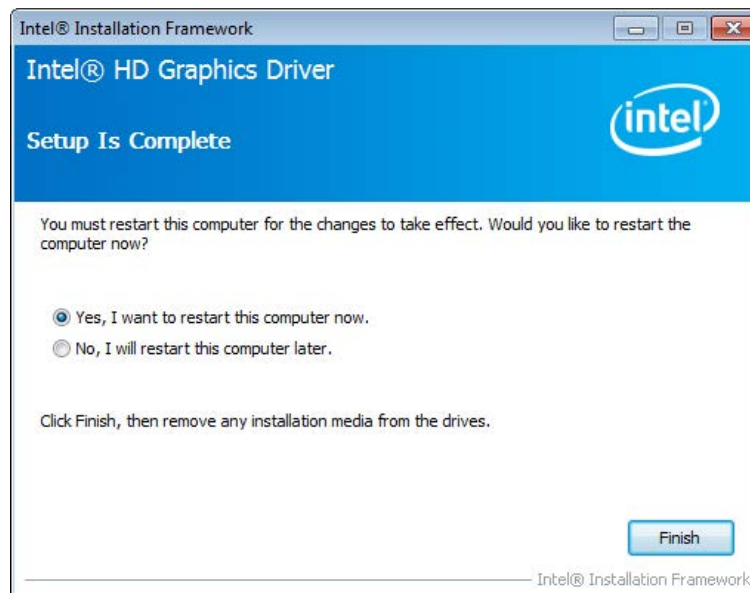 Intel® Installation Framework
Intel® HD Graphics Driver
intel®
Setup Is Complete
You must restart this computer for the changes to take effect. Would you like to restart the
computer now?
Yes, I want to restart this computer now.
No, I will restart this computer later.
Click Finish, then remove any installation media from the drives.
Finish
Intel® Installation Framework